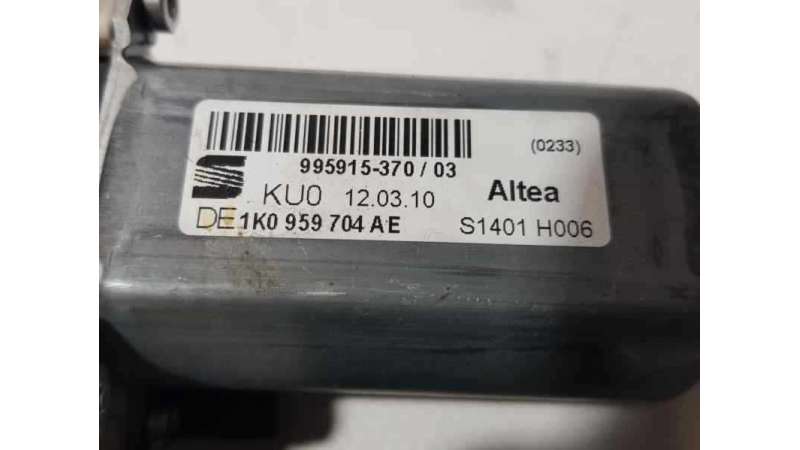 (0233)
995915-370 / 03
KU0 12.03.10 Altea
DE 1K0 959 704 AE S1401 H006